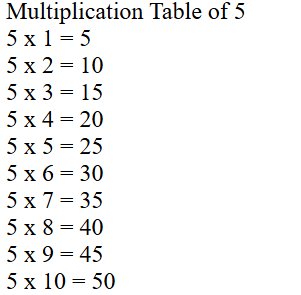 Multiplication Table of 5
5 x 1 = 5
5 x 2 = 10
5 x 3 = 15
5 x 4 = 20
5 x 5 = 25
5 x 6 = 30
5 x 7 = 35
5 x 8 = 40
5 x 9 = 45
5 x 10 = 50